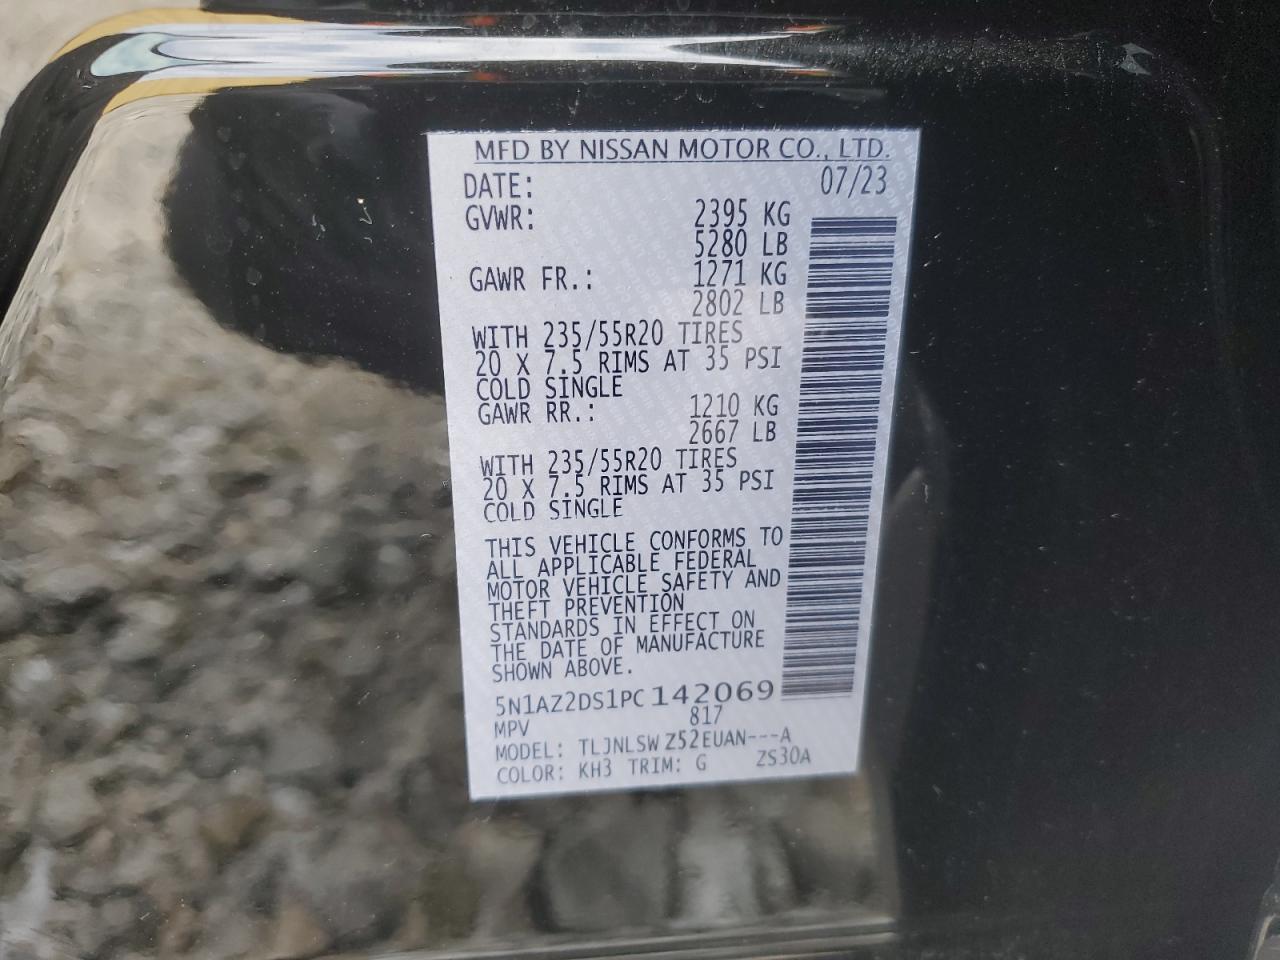 MFD BY NISSAN MOTOR CO., LTD.
DATE: 07/23
GVWR: 2395 KG
5280 LB
GAWR FR.: 1271 KG
2802 LB
WITH 235/55R20 TIRES
20 X 7.5 RIMS AT 35 PSI
COLD SINGLE
GAWR RR.: 1210 KG
2667 LB
WITH 235/55R20 TIRES
20 X 7.5 RIMS AT 35 PSI
COLD SINGLE
THIS VEHICLE CONFORMS TO
ALL APPLICABLE FEDERAL
MOTOR VEHICLE SAFETY AND
THEFT PREVENTION
STANDARDS IN EFFECT ON
THE DATE OF MANUFACTURE
SHOWN ABOVE.
5N1AZ2DS1PC142069
MPV 817
MODEL: TLJNLSW Z52EUAN---A
COLOR: KH3 TRIM: G ZS30A